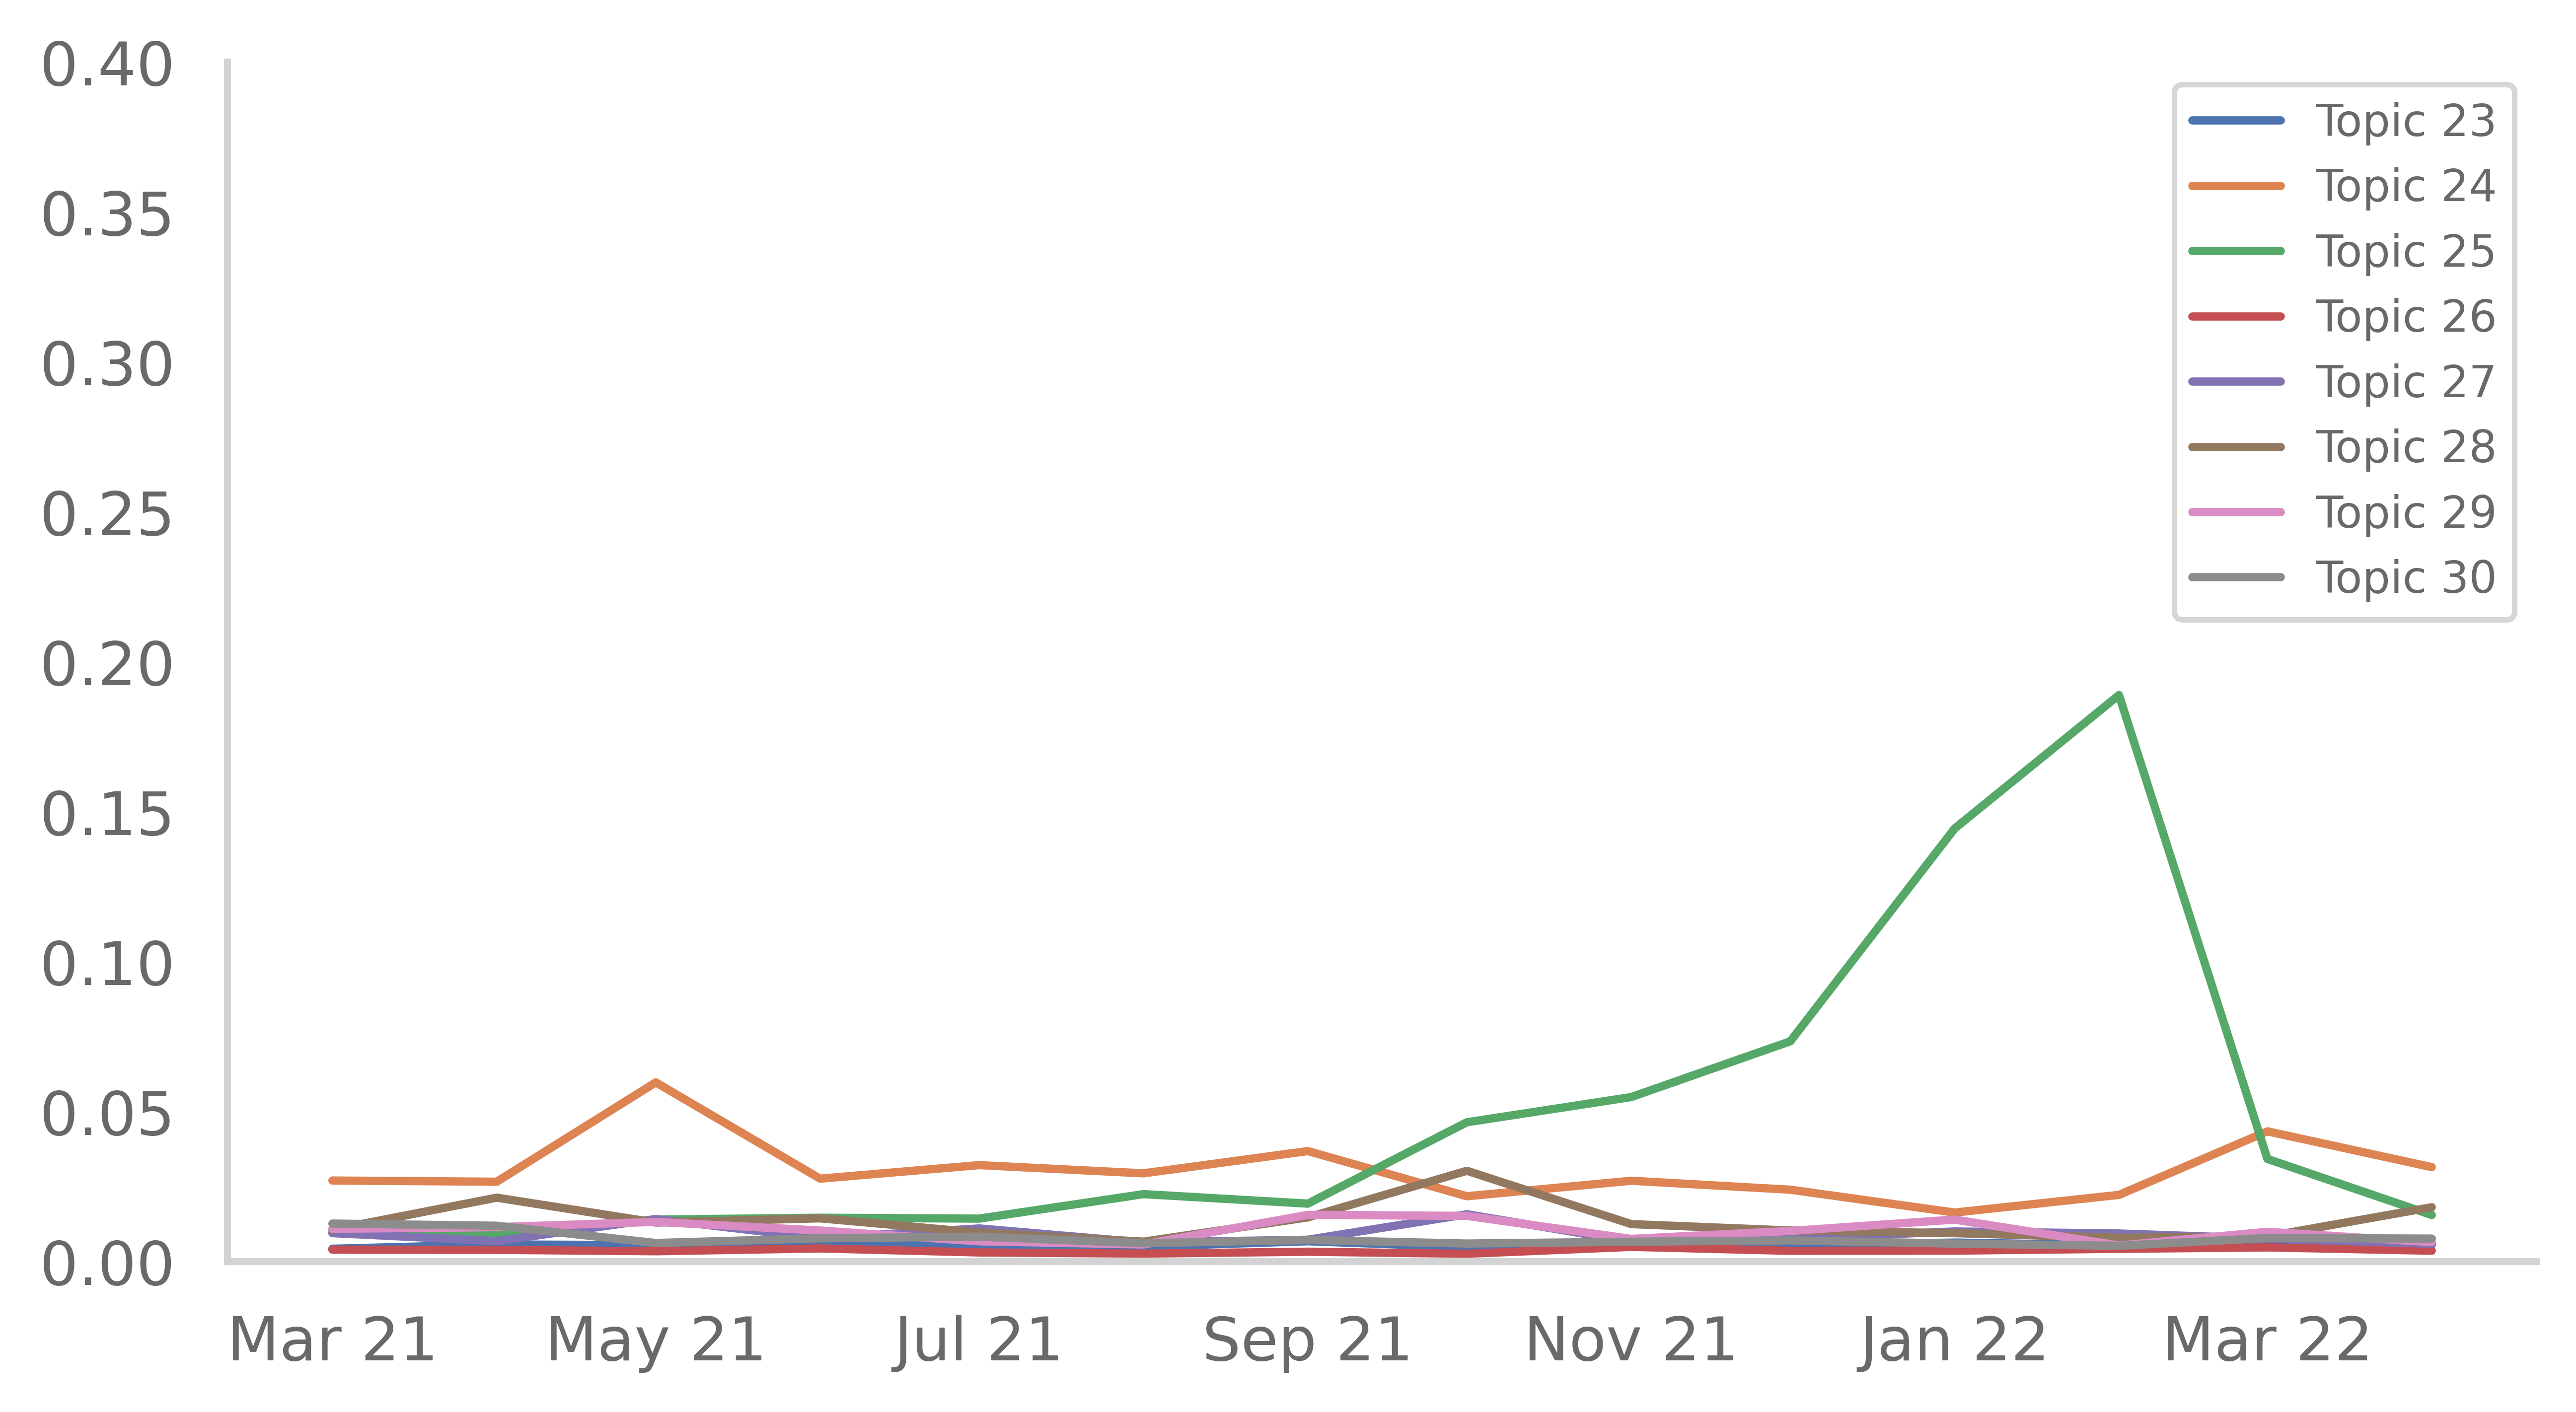 0.40
0.35
0.30
0.25
0.20
0.15
0.10
0.05
0.00
Mar 21 May 21 Jul 21 Sep 21 Nov 21 Jan 22 Mar 22
Topic 23
Topic 24
Topic 25
Topic 26
Topic 27
Topic 28
Topic 29
Topic 30